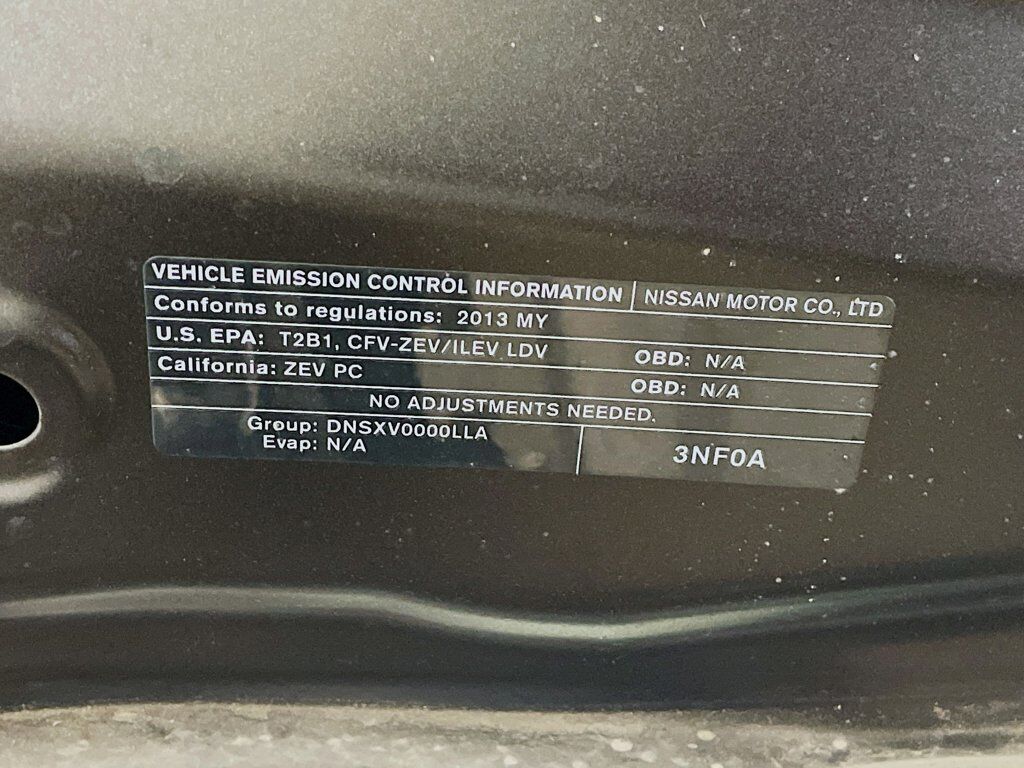 VEHICLE EMISSION CONTROL INFORMATION | NISSAN MOTOR CO., LTD
Conforms to regulations: 2013 MY
U.S. EPA: T2B1, CFV-ZEV/ILEV LDV OBD: N/A
California: ZEV PC OBD: N/A
NO ADJUSTMENTS NEEDED.
Group: DNSXV0000LLA
Evap: N/A
3NF0A